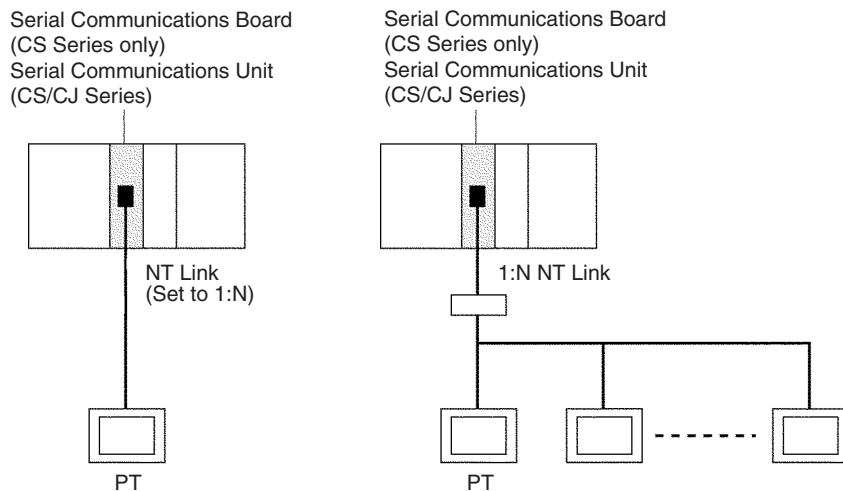 Serial Communications Board
(CS Series only)
Serial Communications Unit
(CS/CJ Series)
NT Link
(Set to 1:N)
PT
Serial Communications Board
(CS Series only)
Serial Communications Unit
(CS/CJ Series)
1:N NT Link
PT